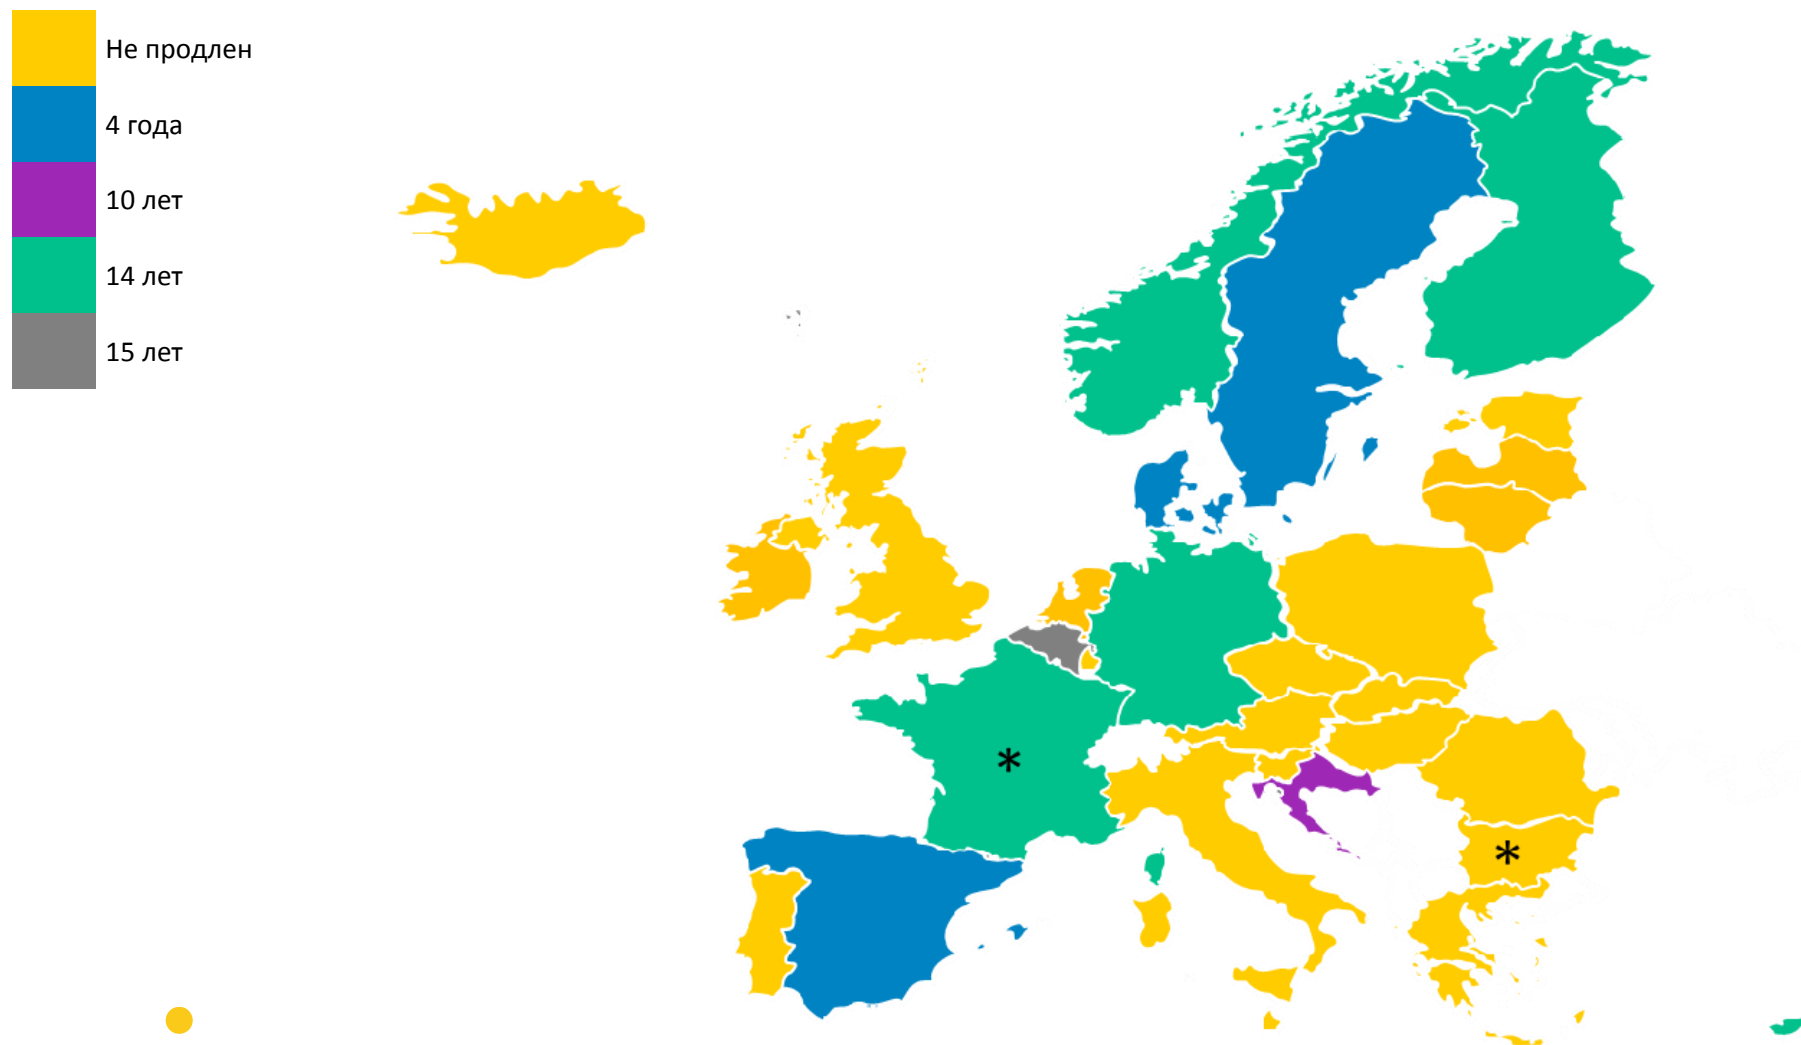 Не продлен
4 года
10 лет
14 лет
15 лет
*
*